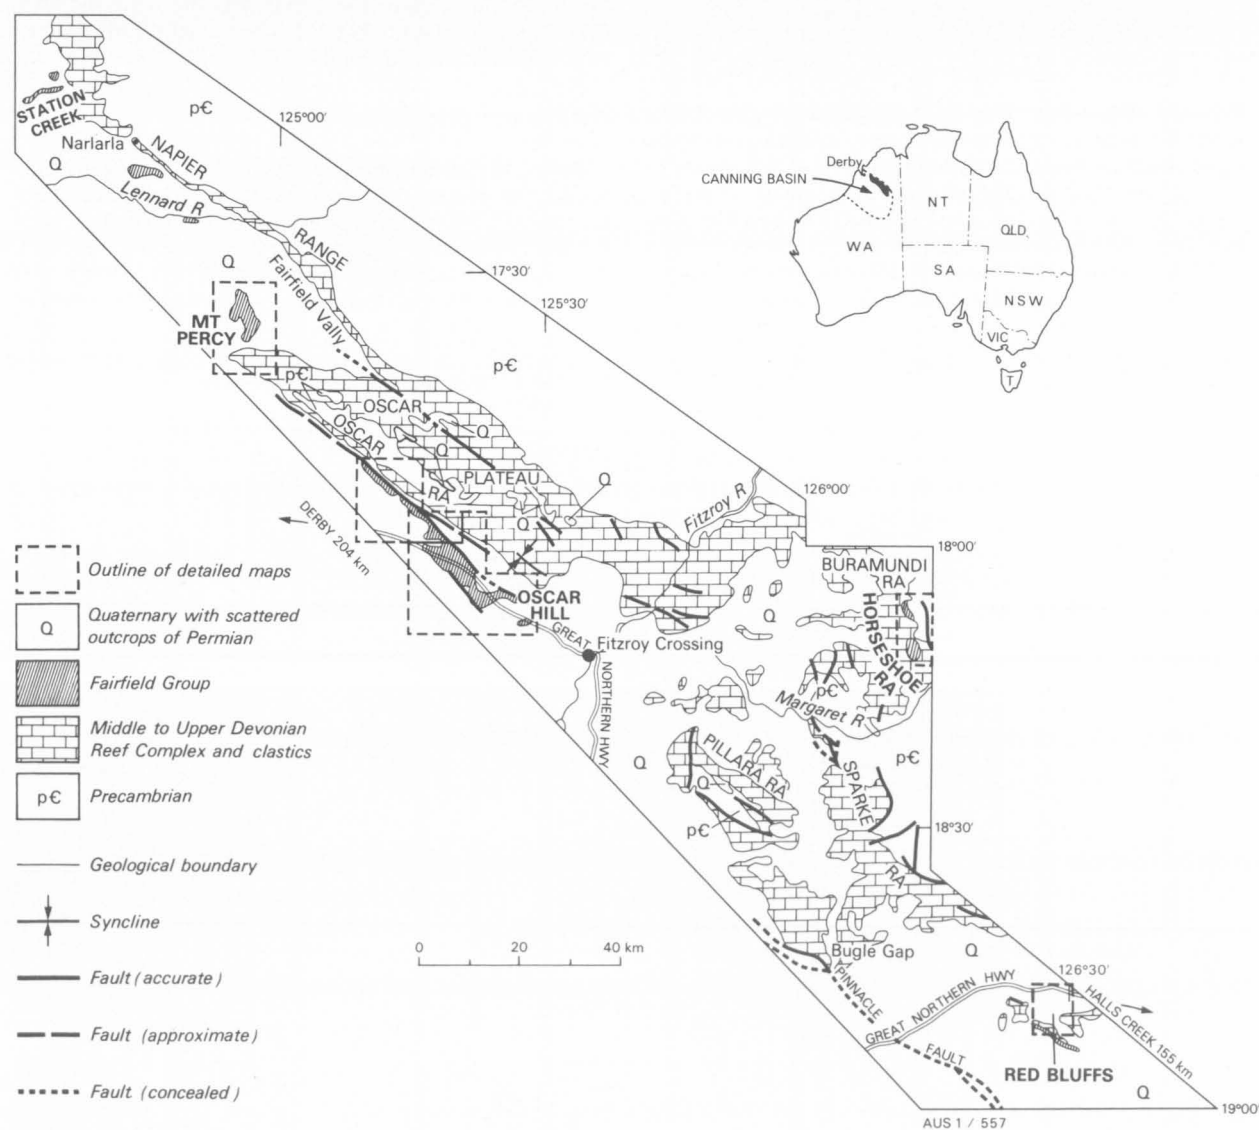 pЄ
125°00'
STATION
CREEK
Narlarla
Q
NAPIER
Lennard R
RANGE
Q
Fairfield Vally
17°30'
125°30'
MT
PERCY
pЄ
pЄ
OSCAR
Q
OSCAR
Q
RA
PLATEAU
Q
Q
Fitzroy R
126°00'
DERBY 204 km
18°00'
BURAMUNDI
RA
HORSESHOE
RA
OSCAR
HILL
GREAT
NORTHERN HWY
Fitzroy Crossing
Q
pЄ
Margaret R
Q
PILLARA RA
Q
pЄ
SPARKE
RA
pЄ
18°30'
Bugle Gap
Q
PINNACLE
FAULT
GREAT NORTHERN HWY
126°30'
HALLS CREEK 155 km
RED BLUFFS
Q
19°00'
AUS 1 / 557
Derby
CANNING BASIN
NT
QLD
WA
SA
NSW
VIC
T
Outline of detailed maps
Q
Quaternary with scattered
outcrops of Permian
Fairfield Group
Middle to Upper Devonian
Reef Complex and clastics
pЄ
Precambrian
Geological boundary
Syncline
Fault (accurate)
Fault (approximate)
Fault (concealed)
0 20 40 km